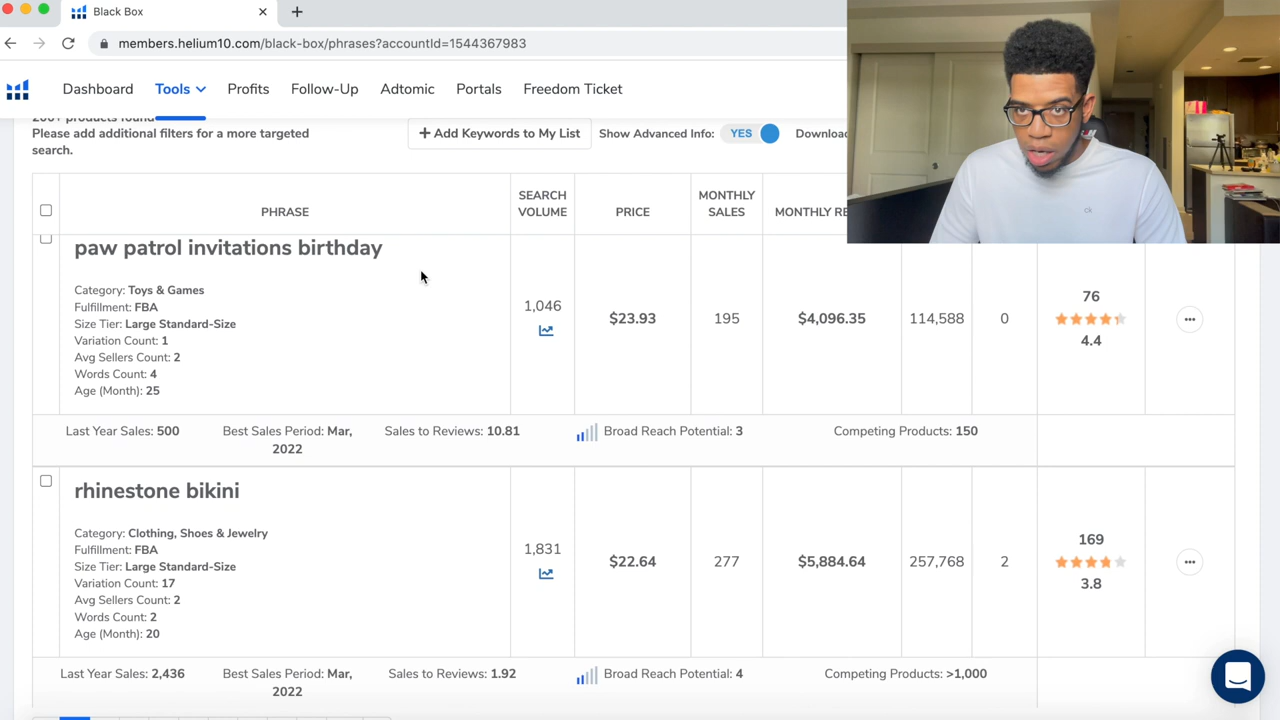 Black Box
members.helium10.com/black-box/phrases?accountId=1544367983
Dashboard Tools Profits Follow-Up Adtomic Portals Freedom Ticket
200+ products found
Please add additional filters for a more targeted
search.
+ Add Keywords to My List
Show Advanced Info: YES
PHRASE
SEARCH
VOLUME
PRICE
MONTHLY
SALES
MONTHLY
paw patrol invitations birthday
Category: Toys & Games
Fulfillment: FBA
Size Tier: Large Standard-Size
Variation Count: 1
Avg Sellers Count: 2
Words Count: 4
Age (Month): 25
1,046
$23.93
195
$4,096.35
114,588
0
76
4.4
Last Year Sales: 500
Best Sales Period: Mar,
2022
Sales to Reviews: 10.81
Broad Reach Potential: 3
Competing Products: 150
rhinestone bikini
Category: Clothing, Shoes & Jewelry
Fulfillment: FBA
Size Tier: Large Standard-Size
Variation Count: 17
Avg Sellers Count: 2
Words Count: 2
Age (Month): 20
1,831
$22.64
277
$5,884.64
257,768
2
169
3.8
Last Year Sales: 2,436
Best Sales Period: Mar,
2022
Sales to Reviews: 1.92
Broad Reach Potential: 4
Competing Products: >1,000